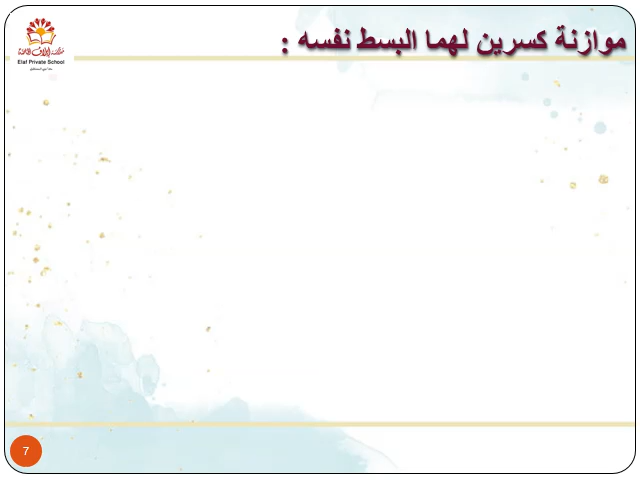 موازنة كسرين لهما البسط نفسه :
Elaf Private School
7